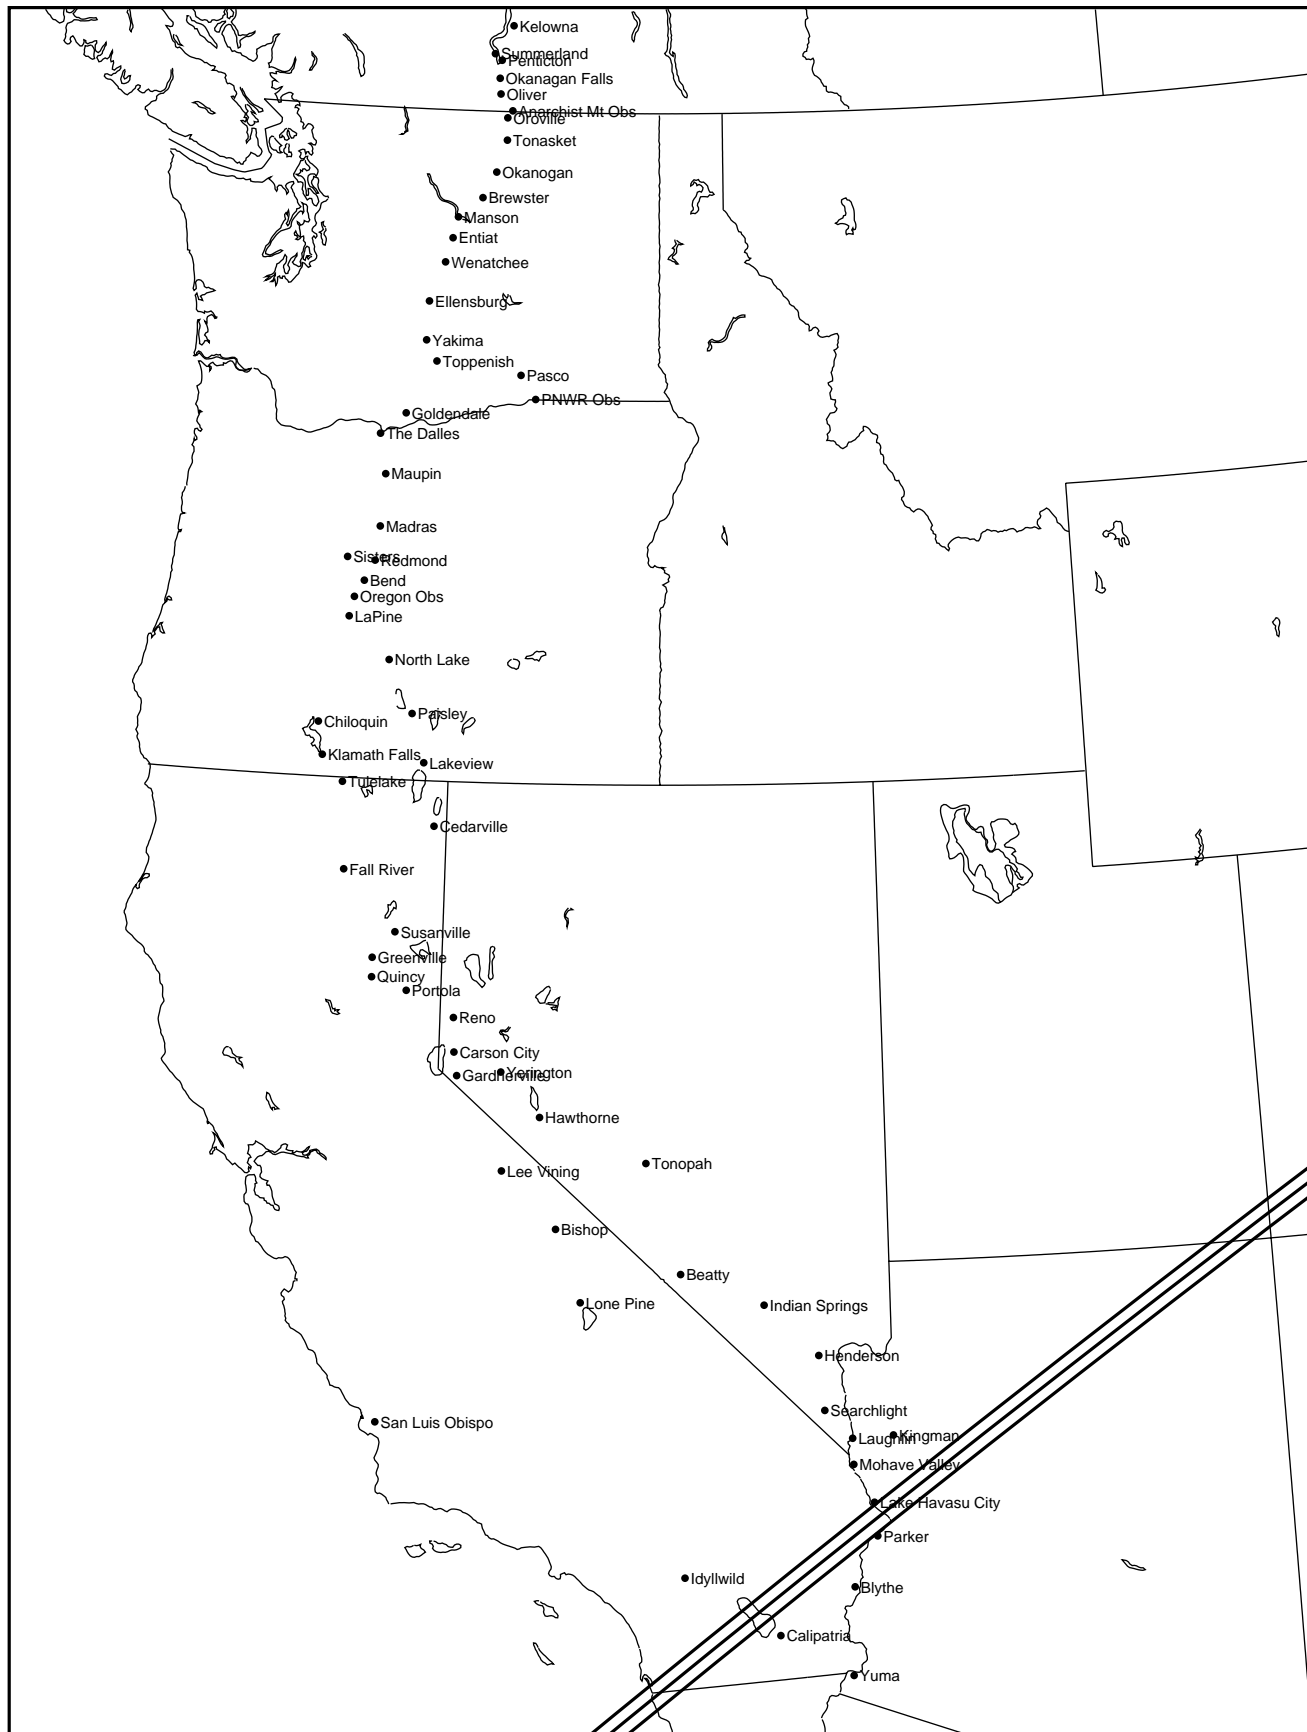 Kelowna
Summerland
Penticton
Okanagan Falls
Oliver
Anarchist Mt Obs
Oroville
Tonasket
Okanogan
Brewster
Manson
Entiat
Wenatchee
Ellensburg
Yakima
Toppenish
Pasco
PNWR Obs
Goldendale
The Dalles
Maupin
Madras
Sisters
Redmond
Bend
Oregon Obs
LaPine
North Lake
Paisley
Chiloquin
Klamath Falls
Lakeview
Tulelake
Cedarville
Fall River
Susanville
Greenville
Quincy
Portola
Reno
Carson City
Yerington
Gardnerville
Hawthorne
Tonopah
Lee Vining
Bishop
Beatty
Lone Pine
Indian Springs
Henderson
Searchlight
San Luis Obispo
Kingman
Laughlin
Mohave Valley
Lake Havasu City
Parker
Idyllwild
Blythe
Calipatria
Yuma